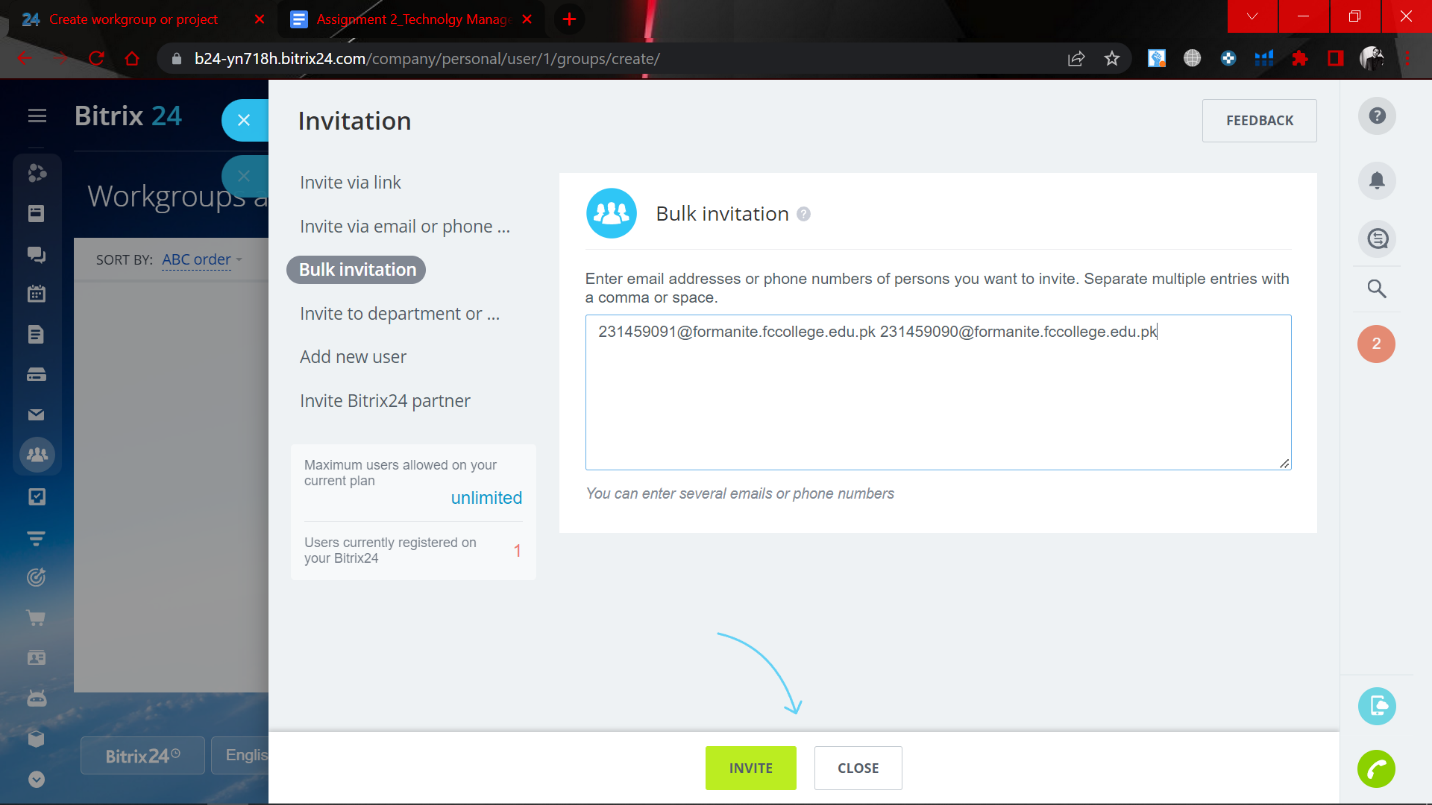 24 Create workgroup or project
Assignment 2_Technolgy Manage
b24-yn718h.bitrix24.com/company/personal/user/1/groups/create/
Bitrix 24
Workgroups a
SORT BY: ABC order
Bitrix24
Englis
Invitation
FEEDBACK
Invite via link
Invite via email or phone ...
Bulk invitation
Invite to department or ...
Add new user
Invite Bitrix24 partner
Maximum users allowed on your
current plan
unlimited
Users currently registered on
your Bitrix24
1
Bulk invitation ?
Enter email addresses or phone numbers of persons you want to invite. Separate multiple entries with
a comma or space.
231459091@formanite.fccollege.edu.pk 231459090@formanite.fccollege.edu.pk
You can enter several emails or phone numbers
INVITE
CLOSE
?
2